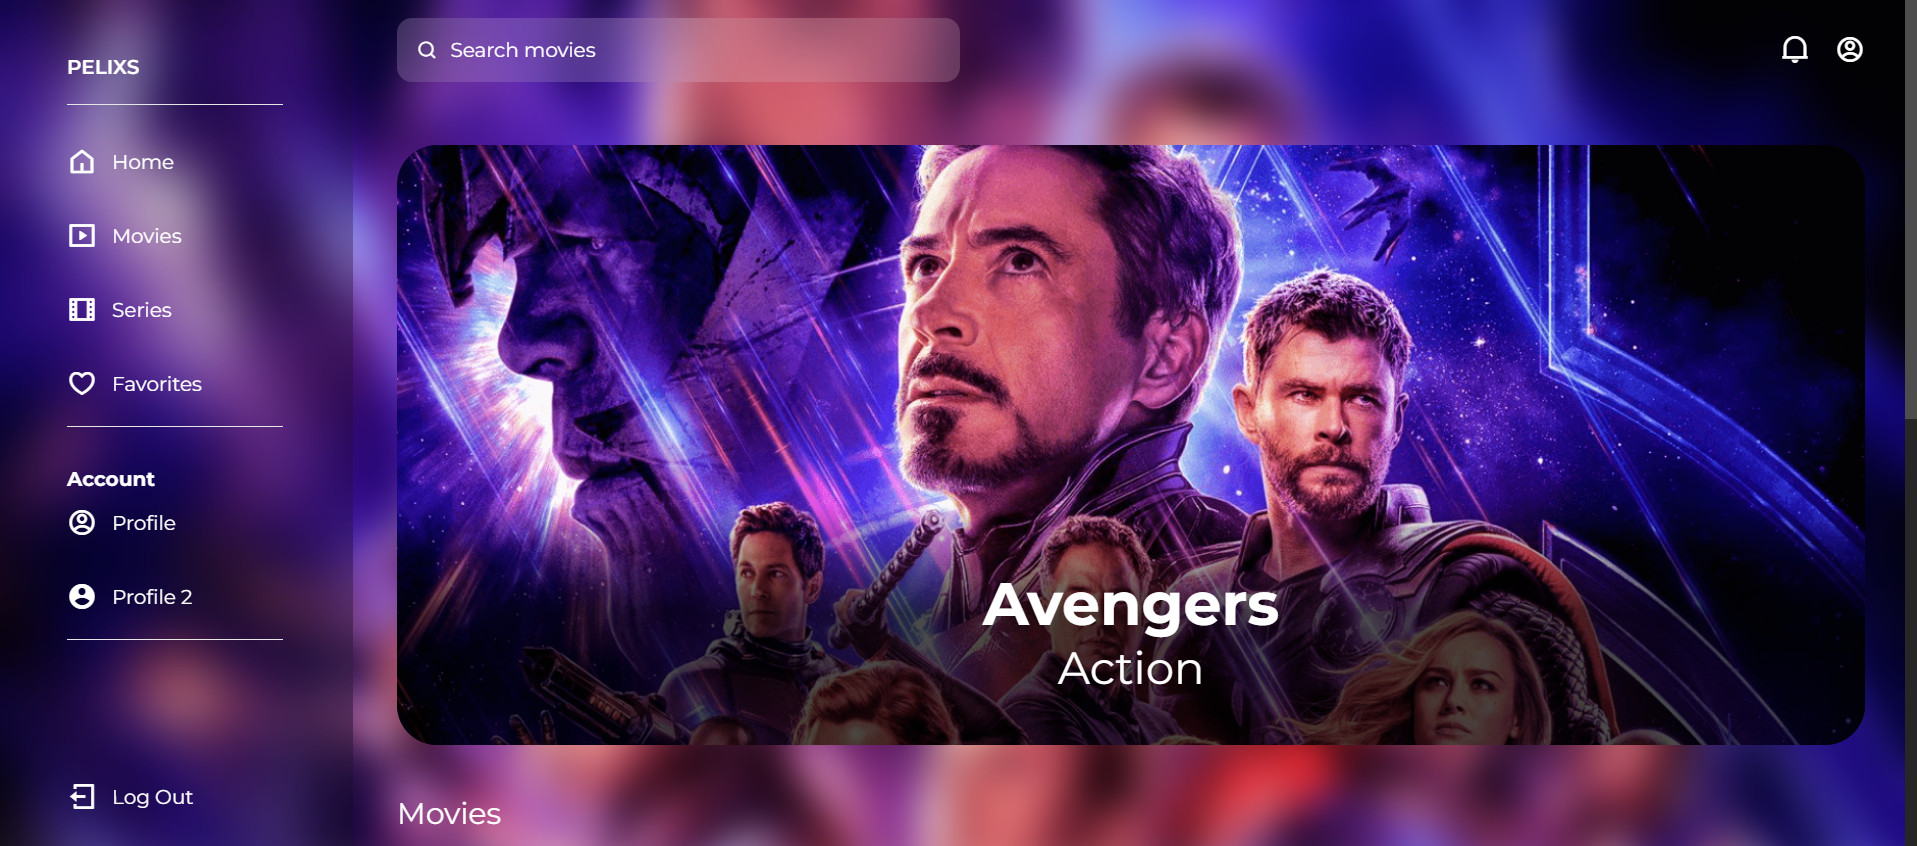 PELIXS
Home
Movies
Series
Favorites
Account
Profile
Profile 2
Log Out
Search movies
Avengers
Action
Movies